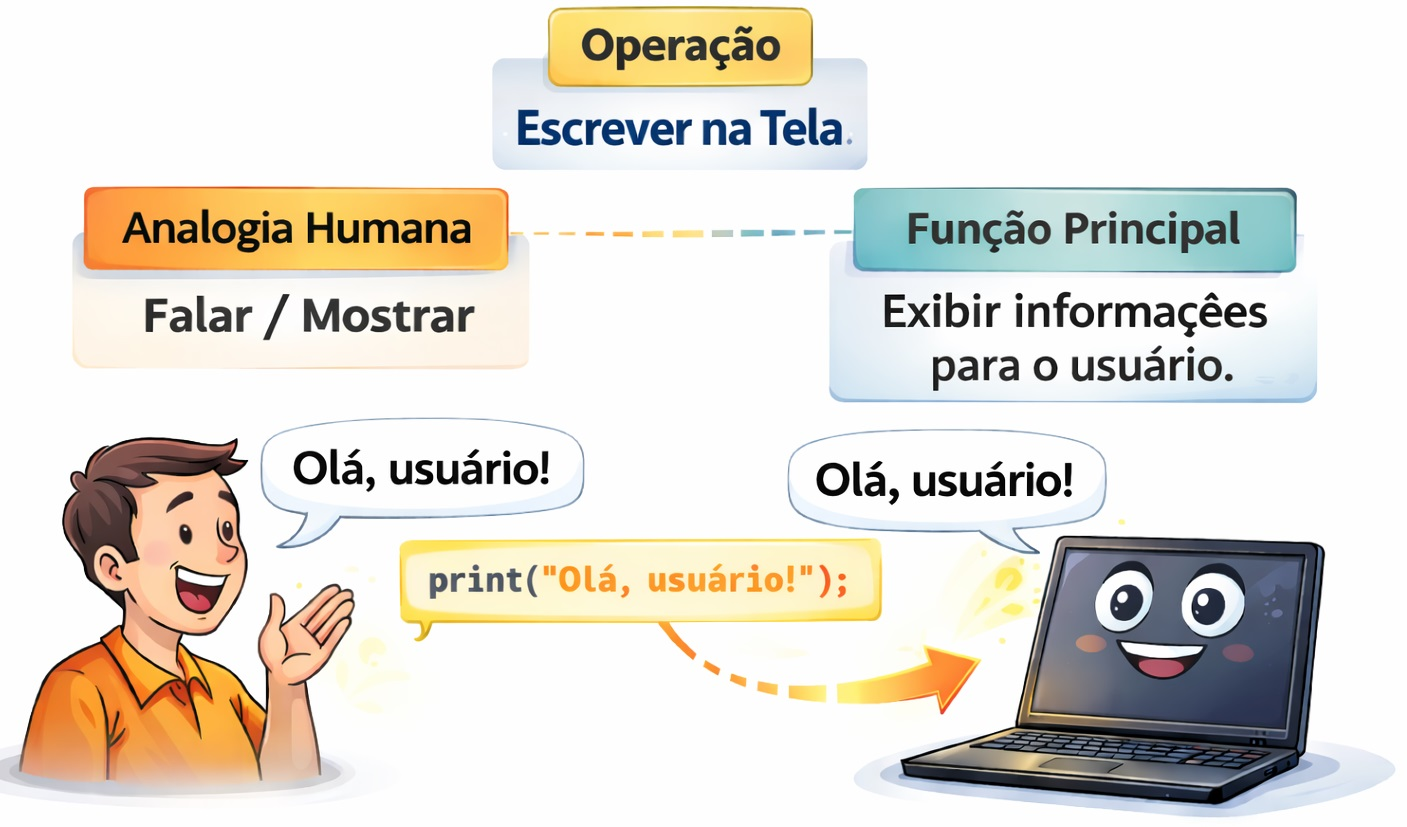 Operação
Escrever na Tela.
Analogia Humana
Função Principal
Falar / Mostrar
Exibir informaçêes
para o usuário.
Olá, usuário!
Olá, usuário!
print("Olá, usuário!");